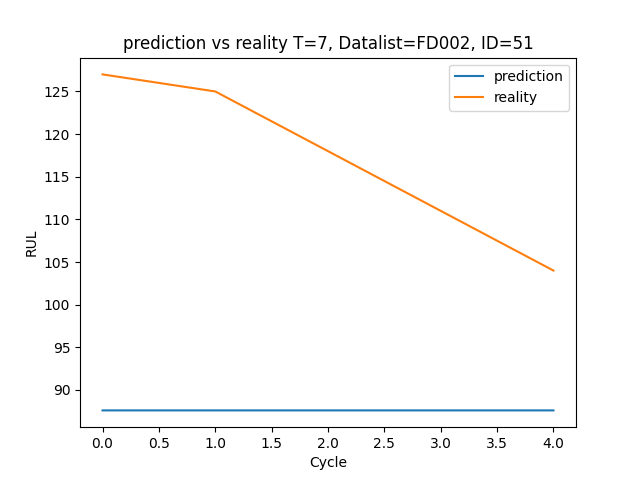 prediction vs reality T=7, Datalist=FD002, ID=51
prediction
reality
125
120
115
110
105
100
95
90
RUL
0.0 0.5 1.0 1.5 2.0 2.5 3.0 3.5 4.0
Cycle